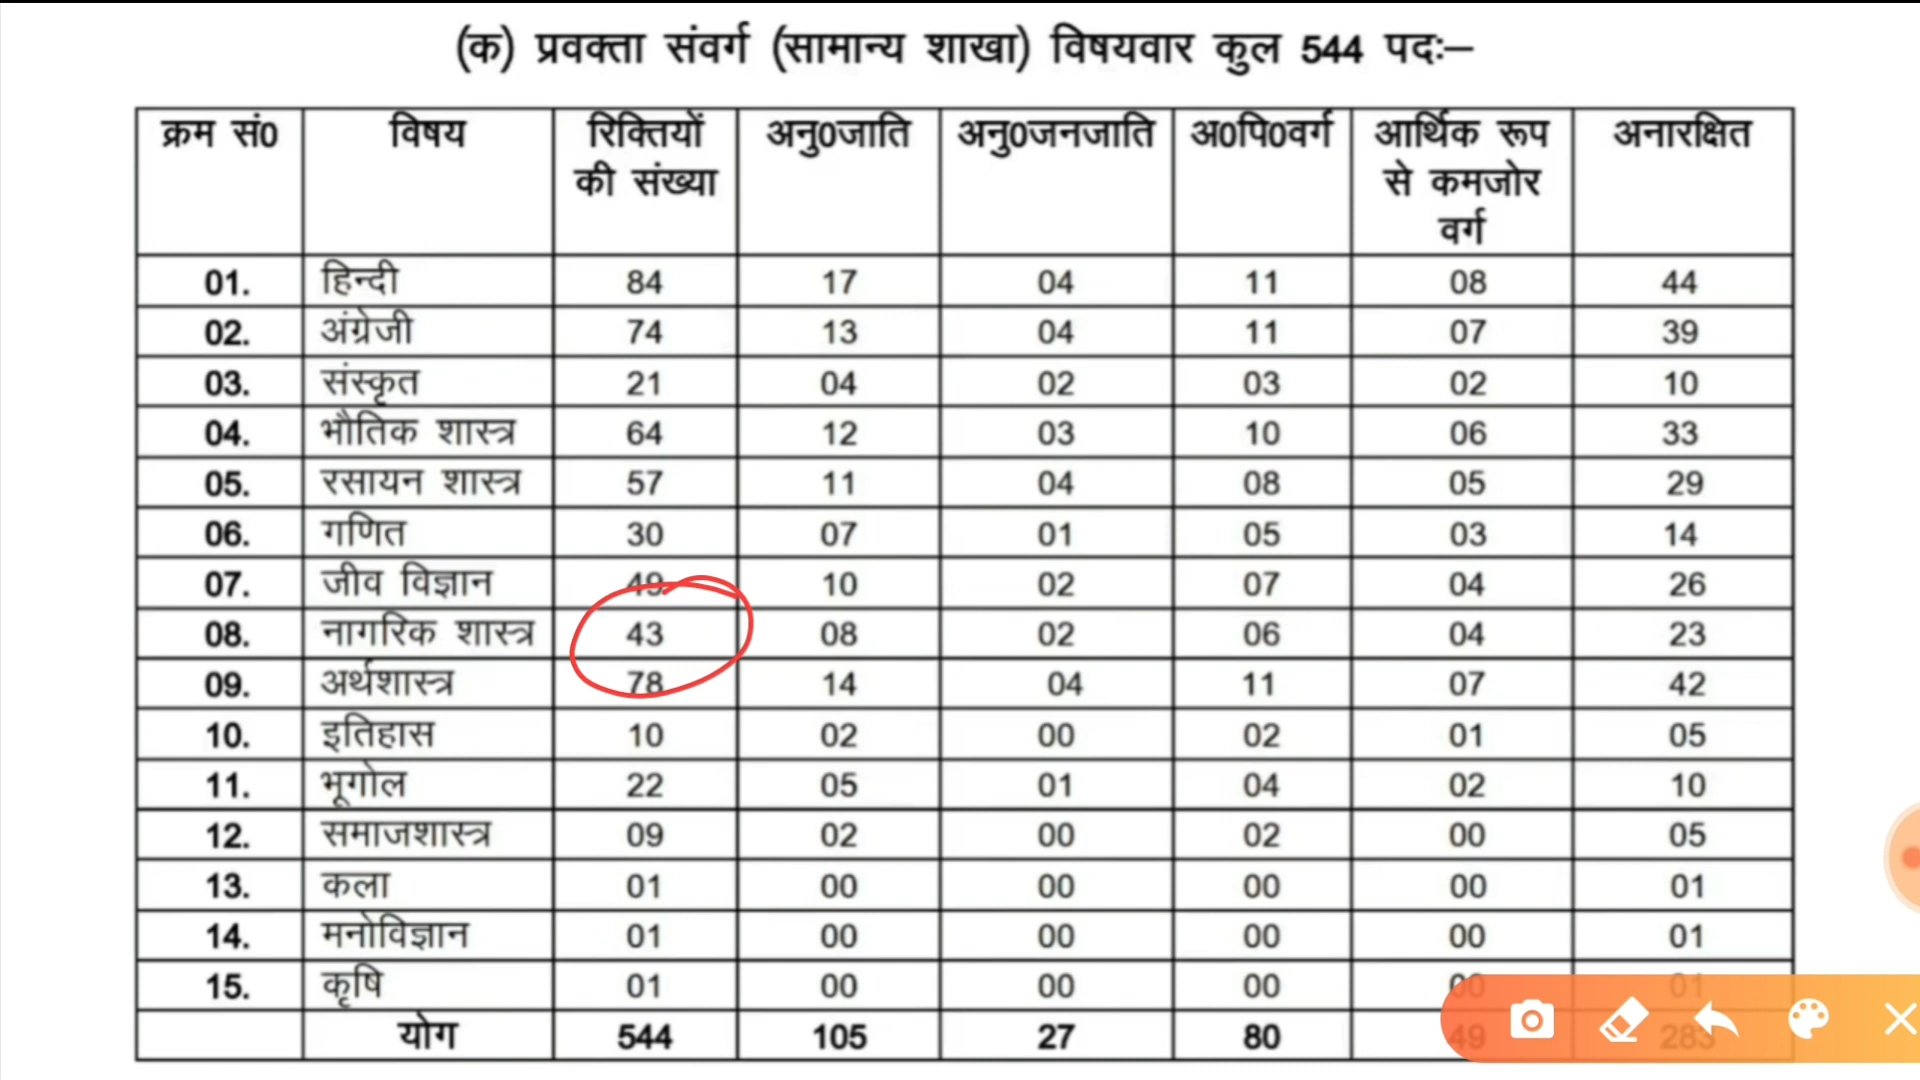 (क) प्रवक्ता संवर्ग (सामान्य शाखा) विषयवार कुल 544 पदः–
क्रम सं0 विषय रिक्तियों की संख्या अनु0जाति अनु0जनजाति अ0पि0वर्ग आर्थिक रूप से कमजोर वर्ग अनारक्षित
01. हिन्दी 84 17 04 11 08 44
02. अंग्रेजी 74 13 04 11 07 39
03. संस्कृत 21 04 02 03 02 10
04. भौतिक शास्त्र 64 12 03 10 06 33
05. रसायन शास्त्र 57 11 04 08 05 29
06. गणित 30 07 01 05 03 14
07. जीव विज्ञान 49 10 02 07 04 26
08. नागरिक शास्त्र 43 08 02 06 04 23
09. अर्थशास्त्र 78 14 04 11 07 42
10. इतिहास 10 02 00 02 01 05
11. भूगोल 22 05 01 04 02 10
12. समाजशास्त्र 09 02 00 02 00 05
13. कला 01 00 00 00 00 01
14. मनोविज्ञान 01 00 00 00 00 01
15. कृषि 01 00 00 00 00 01
योग 544 105 27 80 49 283